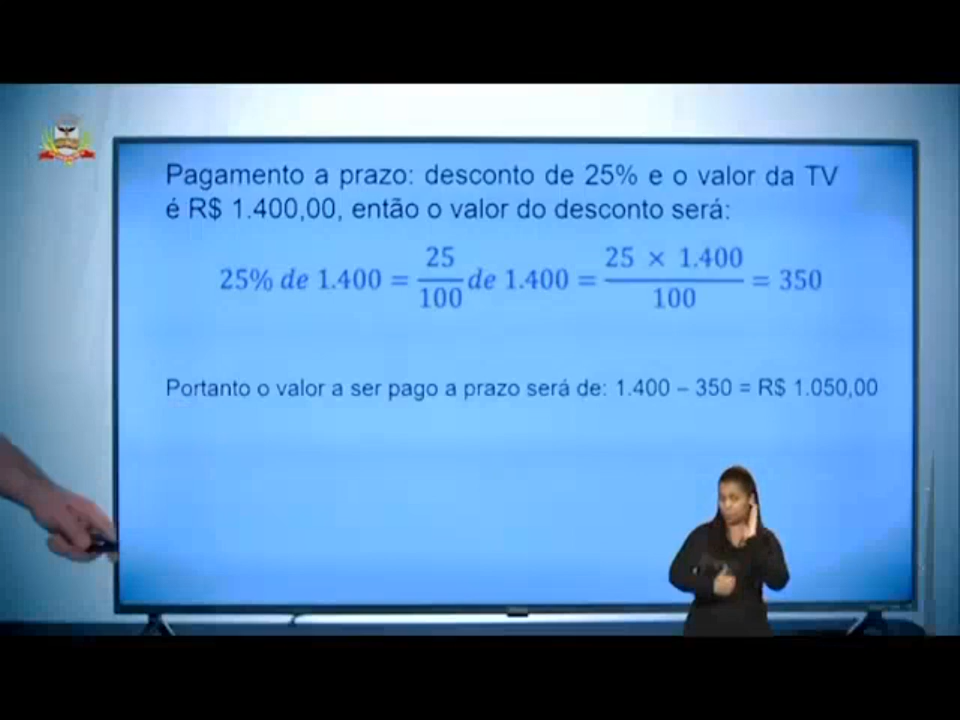 Pagamento a prazo: desconto de 25% e o valor da TV
é R$ 1.400,00, então o valor do desconto será:
25% de 1.400 = 25/100 de 1.400 = 25 × 1.400/100 = 350
Portanto o valor a ser pago a prazo será de: 1.400 – 350 = R$ 1.050,00